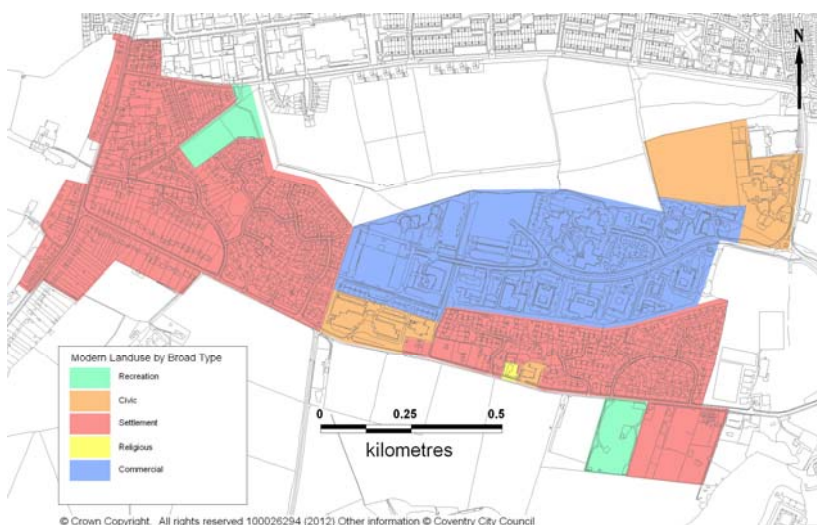 N
Modern Landuse by Broad Type
Recreation
Civic
Settlement
Religious
Commercial
0 0.25 0.5
kilometres
© Crown Copyright. All rights reserved 100026294 (2012) Other information © Coventry City Council